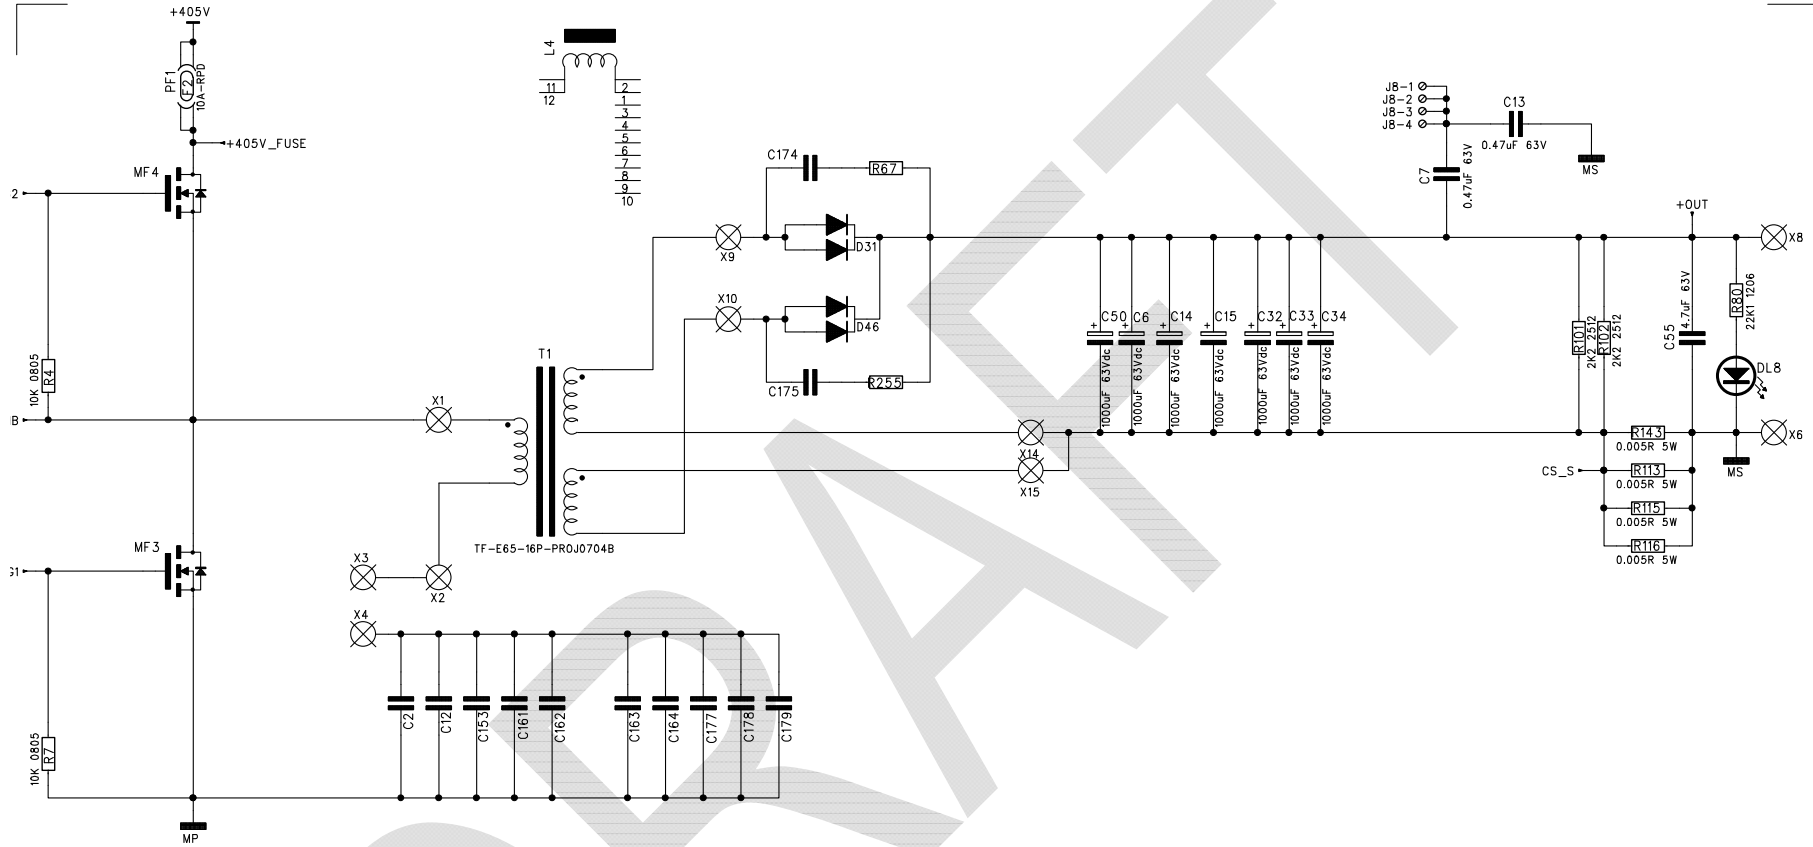 +405V
PF1
F2
10A-RPD
+405V_FUSE
MF4
2
10K 0805
R4
B
MF3
G1
10K 0805
R7
MP
L4
11
12
2
1
3
4
5
6
7
8
9
10
X1
X3
X2
X4
T1
TF-E65-16P-PROJ0704B
C2
C12
C153
C161
C162
C163
C164
C177
C178
C179
C174
R67
X9
D31
X10
D46
C175
R255
X14
X15
C50
1000uF 63Vdc
C6
1000uF 63Vdc
C14
1000uF 63Vdc
C15
1000uF 63Vdc
C32
1000uF 63Vdc
C33
1000uF 63Vdc
C34
1000uF 63Vdc
J8-1
J8-2
J8-3
J8-4
C13
0.47uF 63V
MS
C7
0.47uF 63V
+OUT
X8
R101
2K2 2512
R102
2K2 2512
C55
4.7uF 63V
R80
22K1 1206
DL8
X6
MS
R143
0.005R 5W
CS_S
R113
0.005R 5W
R115
0.005R 5W
R116
0.005R 5W
DRAFT